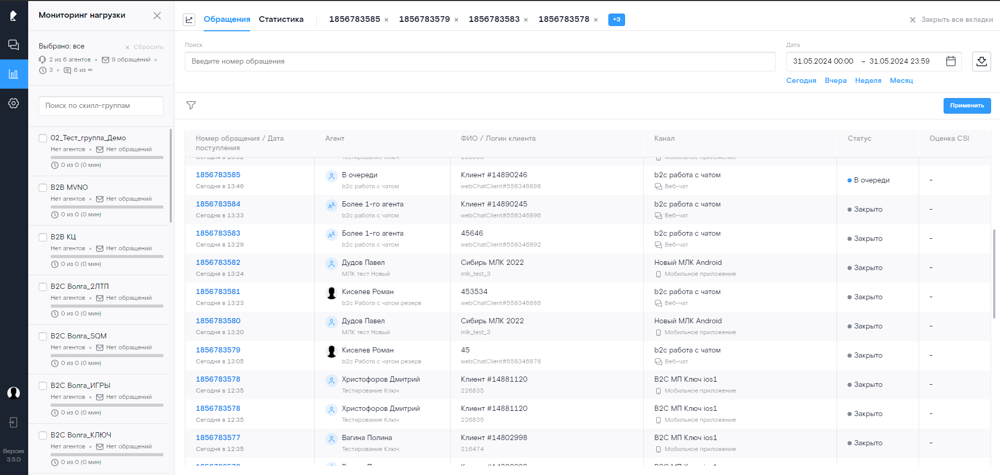 Мониторинг нагрузки
Выбрано: все
Сбросить
2 из 6 агентов • 9 обращений •
3 • 6 из ∞
Поиск по скилл-группам
02_Тест_группа_Демо
Нет агентов • Нет обращений
0 из 0 (0 мин)
B2B MVNO
Нет агентов • Нет обращений
0 из 0 (0 мин)
B2B КЦ
Нет агентов • Нет обращений
0 из 0 (0 мин)
B2C Волга_2ЛТП
Нет агентов • Нет обращений
0 из 0 (0 мин)
B2C Волга_SQM
Нет агентов • Нет обращений
0 из 0 (0 мин)
B2C Волга_ИГРЫ
Нет агентов • Нет обращений
0 из 0 (0 мин)
B2C Волга_КЛЮЧ
Нет агентов • Нет обращений
0 из 0 (0 мин)
Версия
3.5.0
Обращения Статистика 1856783585 × 1856783579 × 1856783583 × 1856783578 × +3
Закрыть все вкладки
Поиск
Введите номер обращения
Дата
31.05.2024 00:00 – 31.05.2024 23:59
Сегодня Вчера Неделя Месяц
Применить
Номер обращения / Дата поступления Агент ФИО / Логин клиента Канал Статус Оценка CSI
Сегодня в 13:02 Тестирование Ключ Мобильное приложение
1856783585 В очереди Клиент #14890246 b2c работа с чатом В очереди -
Сегодня в 13:46 b2c работа с чатом webChatClient#558346898 Веб-чат
1856783584 Более 1-го агента Клиент #14890245 b2c работа с чатом Закрыто -
Сегодня в 13:33 b2c работа с чатом webChatClient#558346896 Веб-чат
1856783583 Более 1-го агента 45646 b2c работа с чатом Закрыто -
Сегодня в 13:29 b2c работа с чатом webChatClient#558346892 Веб-чат
1856783582 Дудов Павел Сибирь МЛК 2022 Новый МЛК Android Закрыто -
Сегодня в 13:24 МЛК тест Новый mlk_test_3 Мобильное приложение
1856783581 Киселев Роман 453534 b2c работа с чатом Закрыто -
Сегодня в 13:23 b2c Работа с чатом резерв webChatClient#558346886 Веб-чат
1856783580 Дудов Павел Сибирь МЛК 2022 Новый МЛК Android Закрыто -
Сегодня в 13:20 МЛК тест Новый mlk_test_3 Мобильное приложение
1856783579 Киселев Роман 45 b2c работа с чатом Закрыто -
Сегодня в 13:05 b2c Работа с чатом резерв webChatClient#558346878 Веб-чат
1856783578 Христофоров Дмитрий Клиент #14881120 B2C МП Ключ ios1 Закрыто -
Сегодня в 12:35 Тестирование Ключ 226835 Мобильное приложение
1856783578 Христофоров Дмитрий Клиент #14881120 B2C МП Ключ ios1 Закрыто -
Сегодня в 12:35 Тестирование Ключ 226835 Мобильное приложение
1856783577 Вагина Полина Клиент #14802998 B2C МП Ключ ios1 Закрыто -
Сегодня в 12:35 Тестирование Ключ 216474 Мобильное приложение